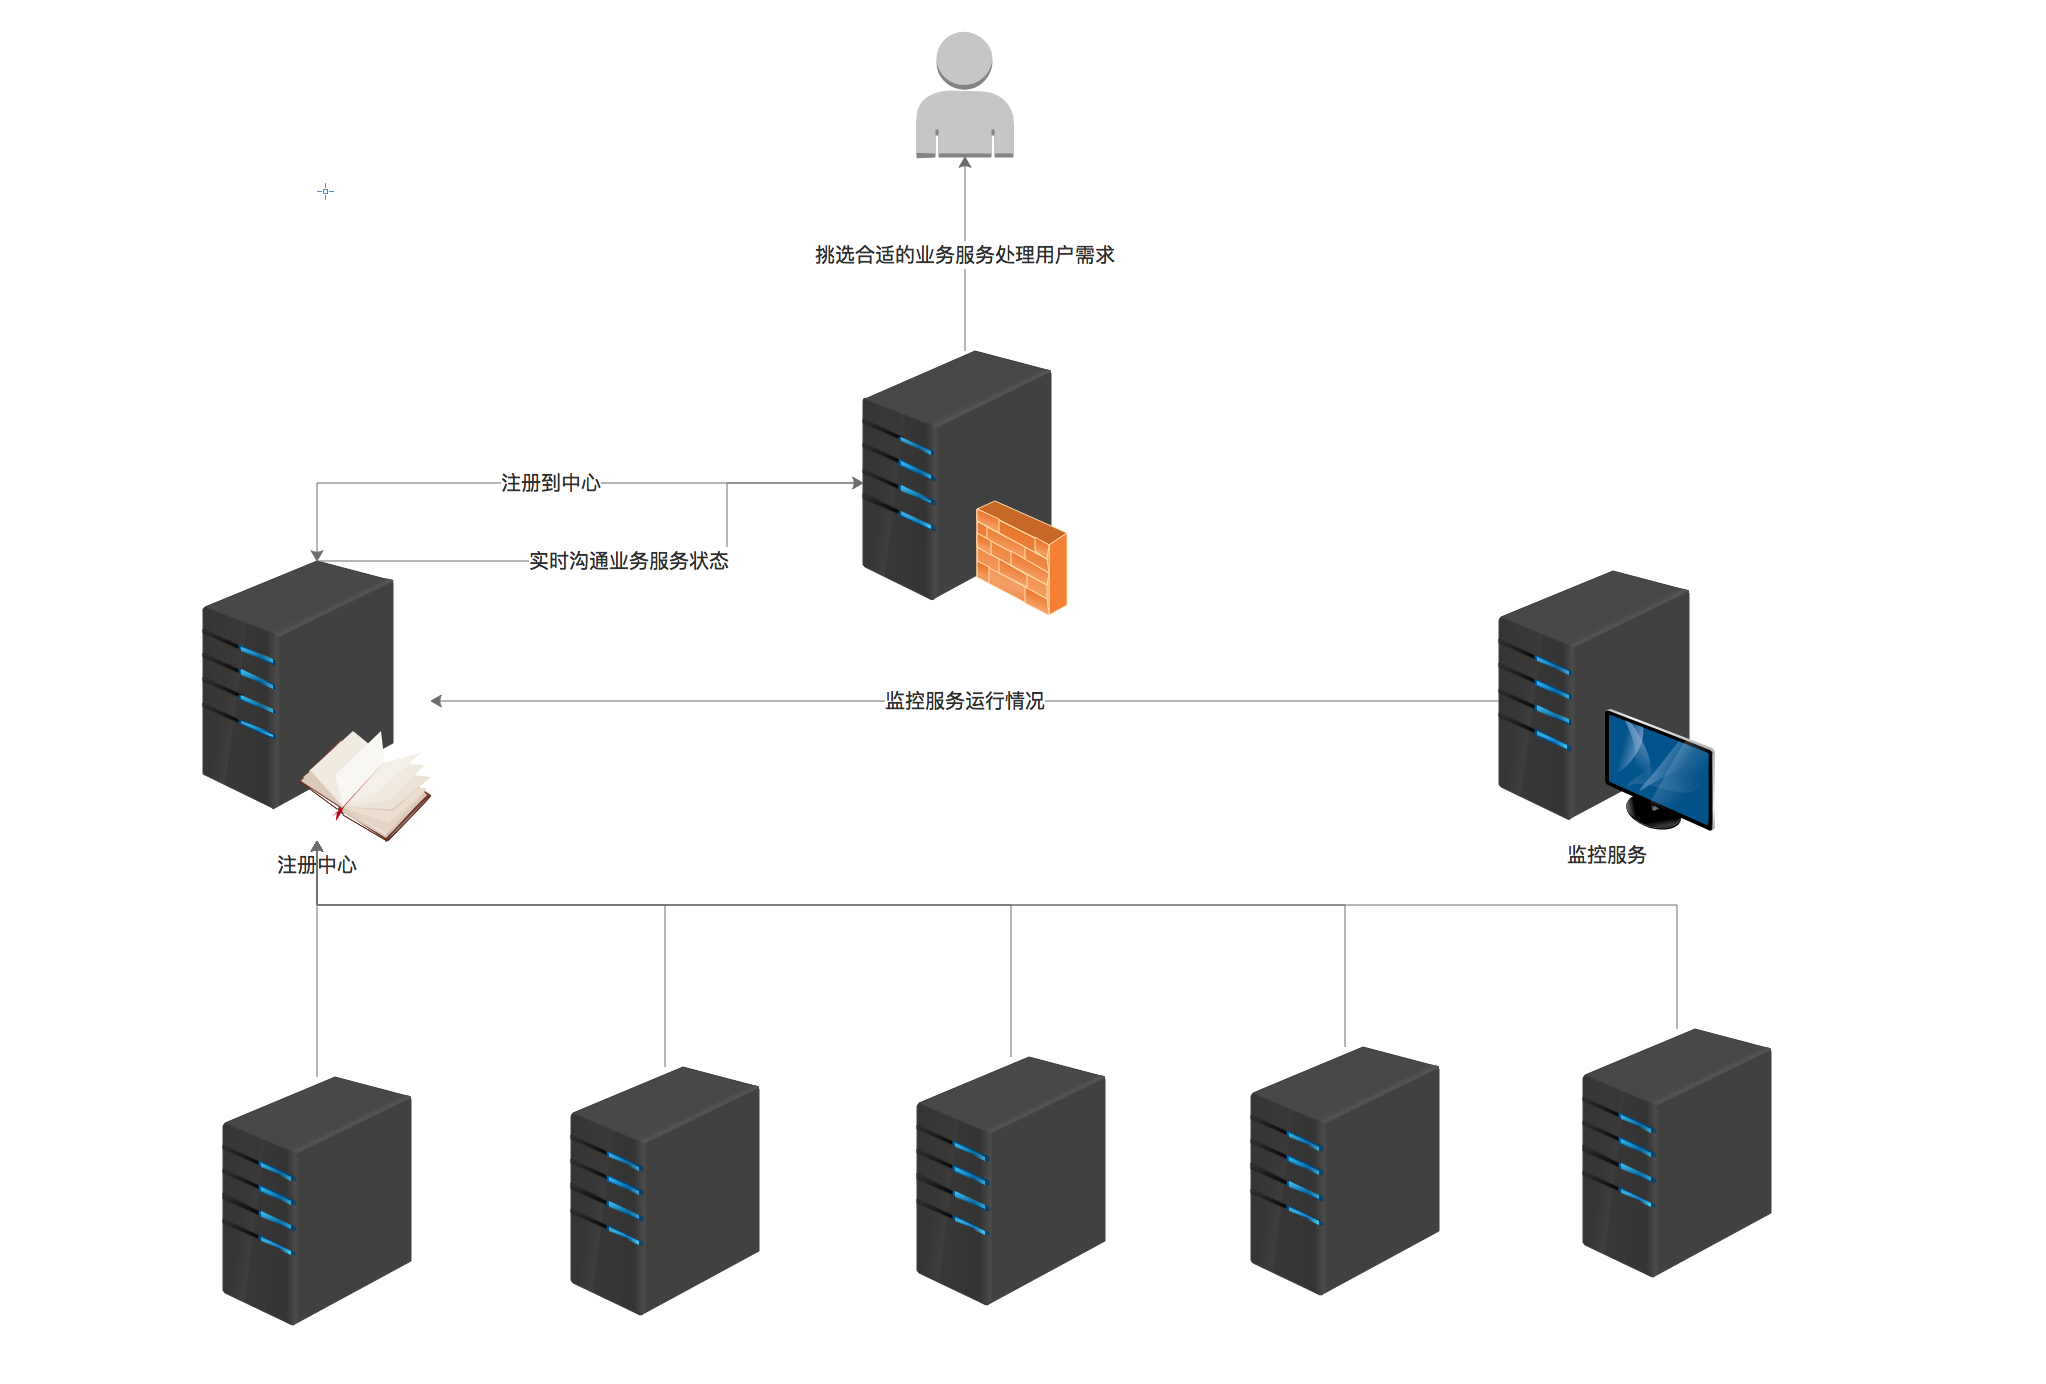 挑选合适的业务服务处理用户需求
注册到中心
实时沟通业务服务状态
监控服务运行情况
注册中心
监控服务